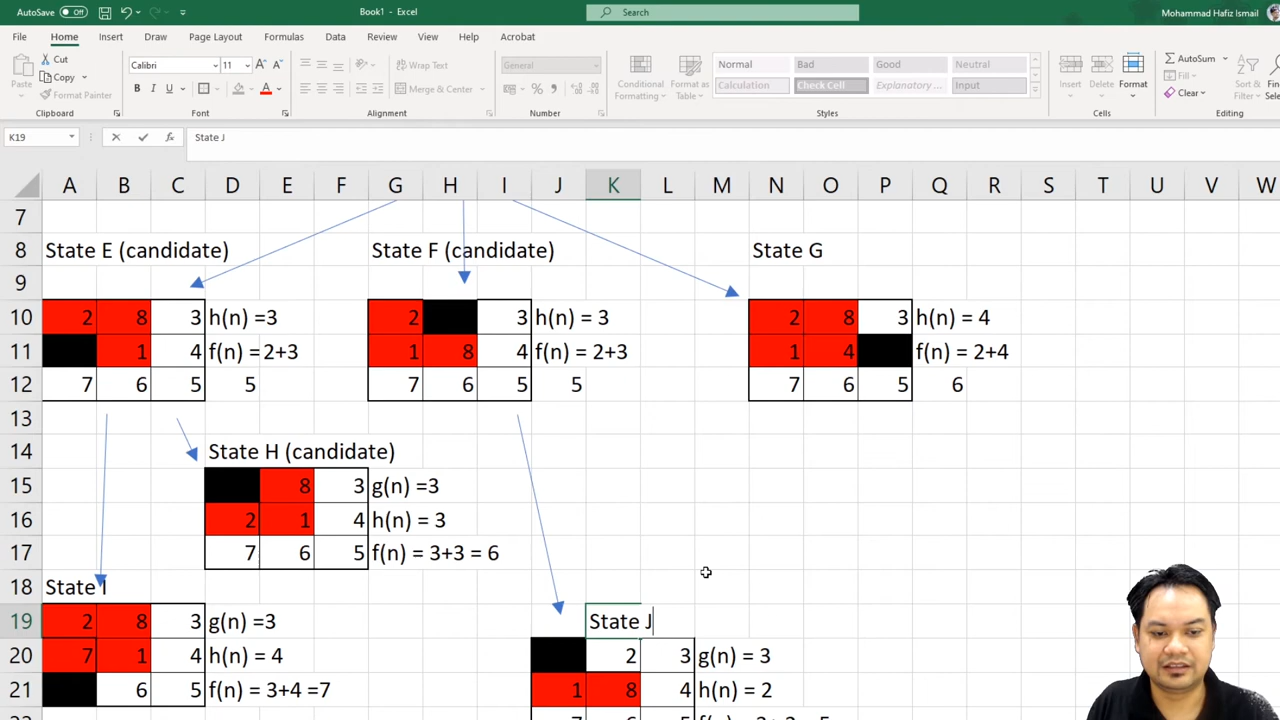 AutoSave Off Book1 - Excel Search Mohammad Hafiz Ismail
File Home Insert Draw Page Layout Formulas Data Review View Help Acrobat
Cut Calibri 11 Wrap Text General Normal Bad Good Neutral AutoSum
Paste Copy Conditional Format as Insert Delete Format Fill Sort Find
Format Painter B I U A Merge & Center Formatting Table Calculation Check Cell Explanatory ... Input Clear Filter Sele
Clipboard Font Alignment Number Styles Cells Editing
K19 fx State J
A B C D E F G H I J K L M N O P Q R S T U V W
7
8 State E (candidate) State F (candidate) State G
9
10 2 8 3 h(n) =3 2 3 h(n) = 3 2 8 3 h(n) = 4
11 1 4 f(n) = 2+3 1 8 4 f(n) = 2+3 1 4 f(n) = 2+4
12 7 6 5 5 7 6 5 5 7 6 5 6
13
14 State H (candidate)
15 8 3 g(n) =3
16 2 1 4 h(n) = 3
17 7 6 5 f(n) = 3+3 = 6
18 State I
19 2 8 3 g(n) =3 State J
20 7 1 4 h(n) = 4 2 3 g(n) = 3
21 6 5 f(n) = 3+4 =7 1 8 4 h(n) = 2